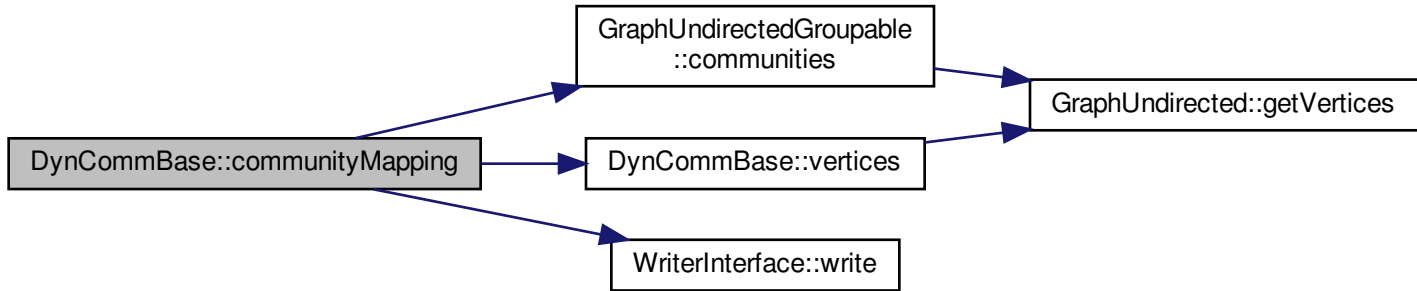 DynCommBase::communityMapping
GraphUndirectedGroupable
::communities
DynCommBase::vertices
WriterInterface::write
GraphUndirected::getVertices